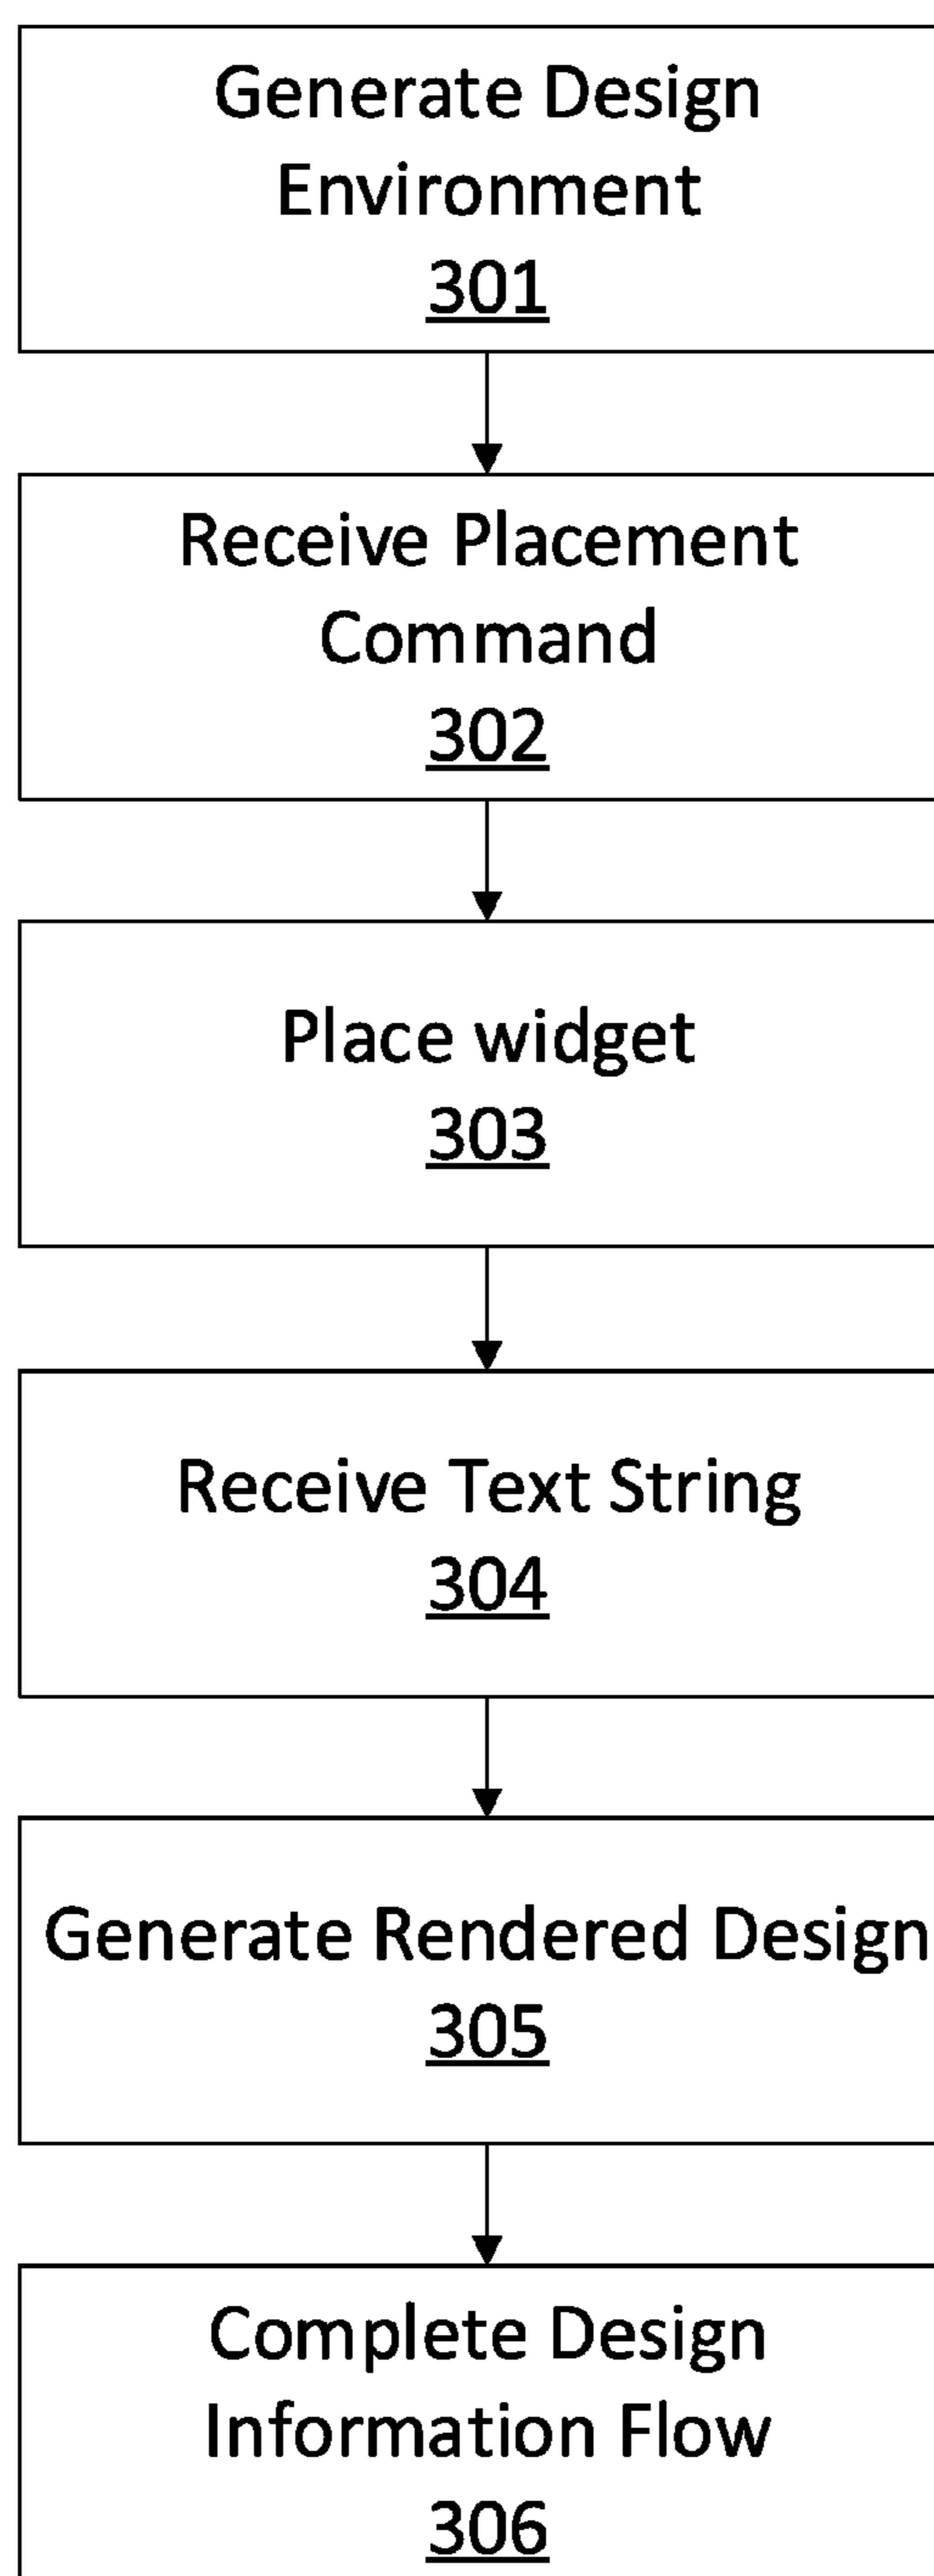 Generate Design
Environment
301
Receive Placement
Command
302
Place widget
303
Receive Text String
304
Generate Rendered Design
305
Complete Design
Information Flow
306